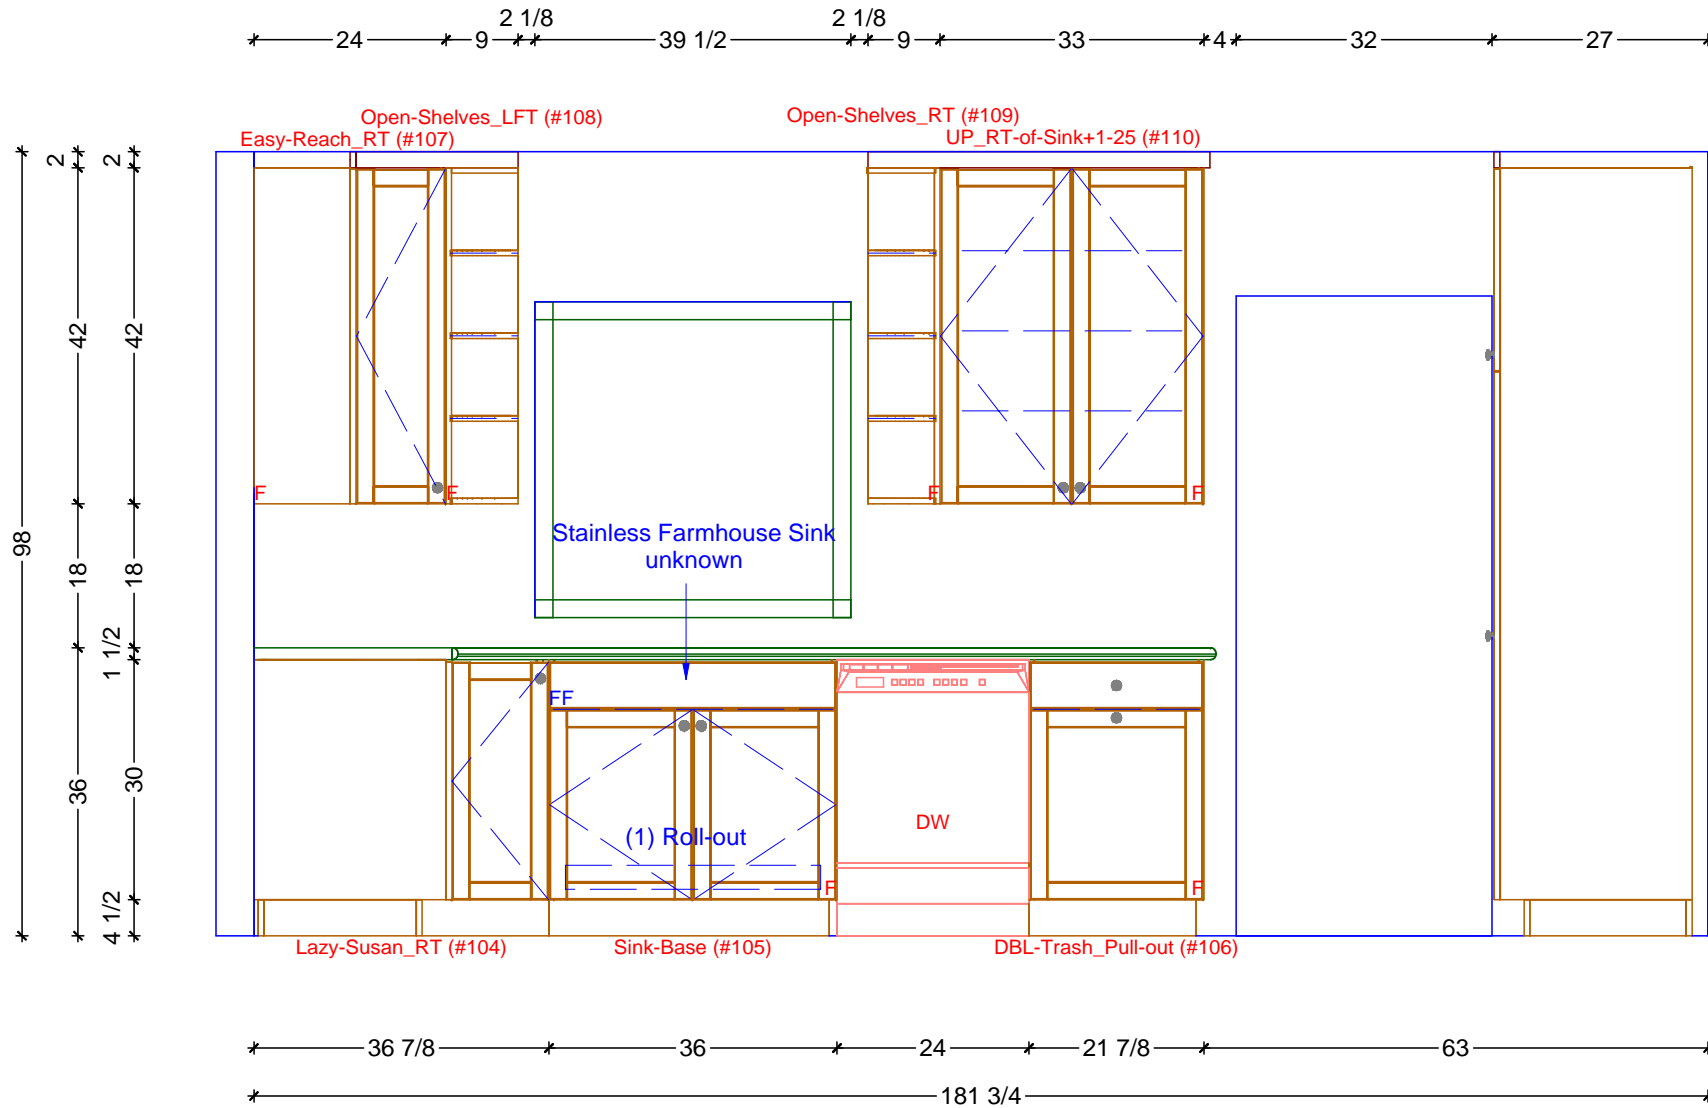 2 1/8 2 1/8
24 9 39 1/2 9 33 4 32 27
Open-Shelves_LFT (#108) Open-Shelves_RT (#109)
Easy-Reach_RT (#107) UP_RT-of-Sink+1-25 (#110)
2 2
42 42
F F F F
98
Stainless Farmhouse Sink
unknown
18 18
1 1/2
FF
36 30
DW
(1) Roll-out
F F
4 1/2
Lazy-Susan_RT (#104) Sink-Base (#105) DBL-Trash_Pull-out (#106)
36 7/8 36 24 21 7/8 63
181 3/4